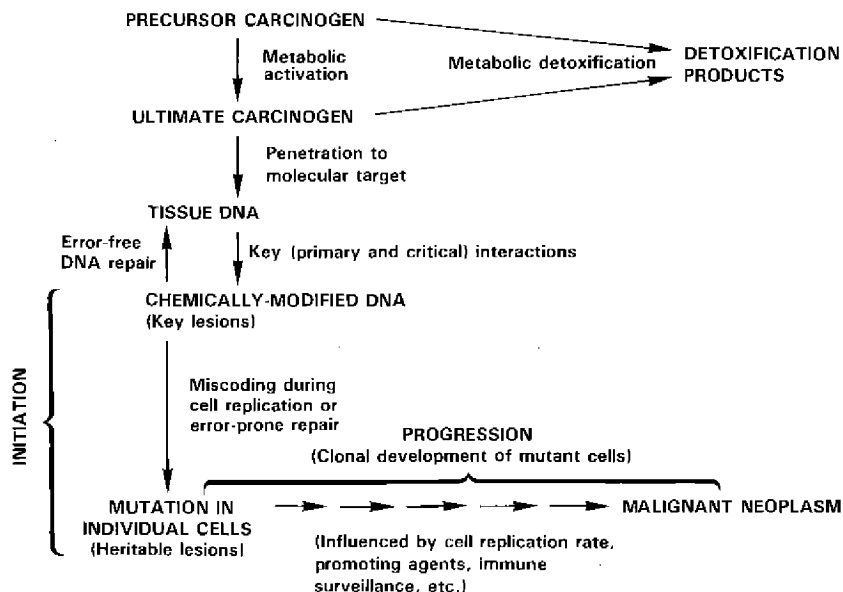 PRECURSOR CARCINOGEN
Metabolic
activation
Metabolic detoxification
DETOXIFICATION
PRODUCTS
ULTIMATE CARCINOGEN
Penetration to
molecular target
TISSUE DNA
Error-free
DNA repair
Key (primary and critical) interactions
CHEMICALLY-MODIFIED DNA
(Key lesions)
INITIATION
Miscoding during
cell replication or
error-prone repair
PROGRESSION
(Clonal development of mutant cells)
MUTATION IN
INDIVIDUAL CELLS
(Heritable lesions)
MALIGNANT NEOPLASM
(Influenced by cell replication rate,
promoting agents, immune
surveillance, etc.)